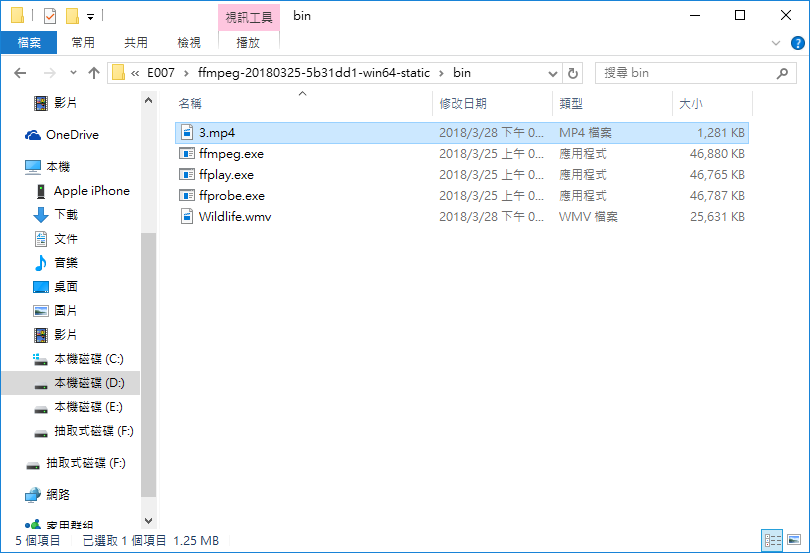 視訊工具
bin
檔案
常用
共用
檢視
播放
« E007 › ffmpeg-20180325-5b31dd1-win64-static › bin
搜尋 bin
名稱
修改日期
類型
大小
3.mp4 2018/3/28 下午 0... MP4 檔案 1,281 KB
ffmpeg.exe 2018/3/25 上午 0... 應用程式 46,880 KB
ffplay.exe 2018/3/25 上午 0... 應用程式 46,765 KB
ffprobe.exe 2018/3/25 上午 0... 應用程式 46,787 KB
Wildlife.wmv 2018/3/28 下午 0... WMV 檔案 25,631 KB
影片
OneDrive
本機
Apple iPhone
下載
文件
音樂
桌面
圖片
影片
本機磁碟 (C:)
本機磁碟 (D:)
本機磁碟 (E:)
抽取式磁碟 (F:)
抽取式磁碟 (F:)
網路
家用群組
5 個項目
已選取 1 個項目 1.25 MB